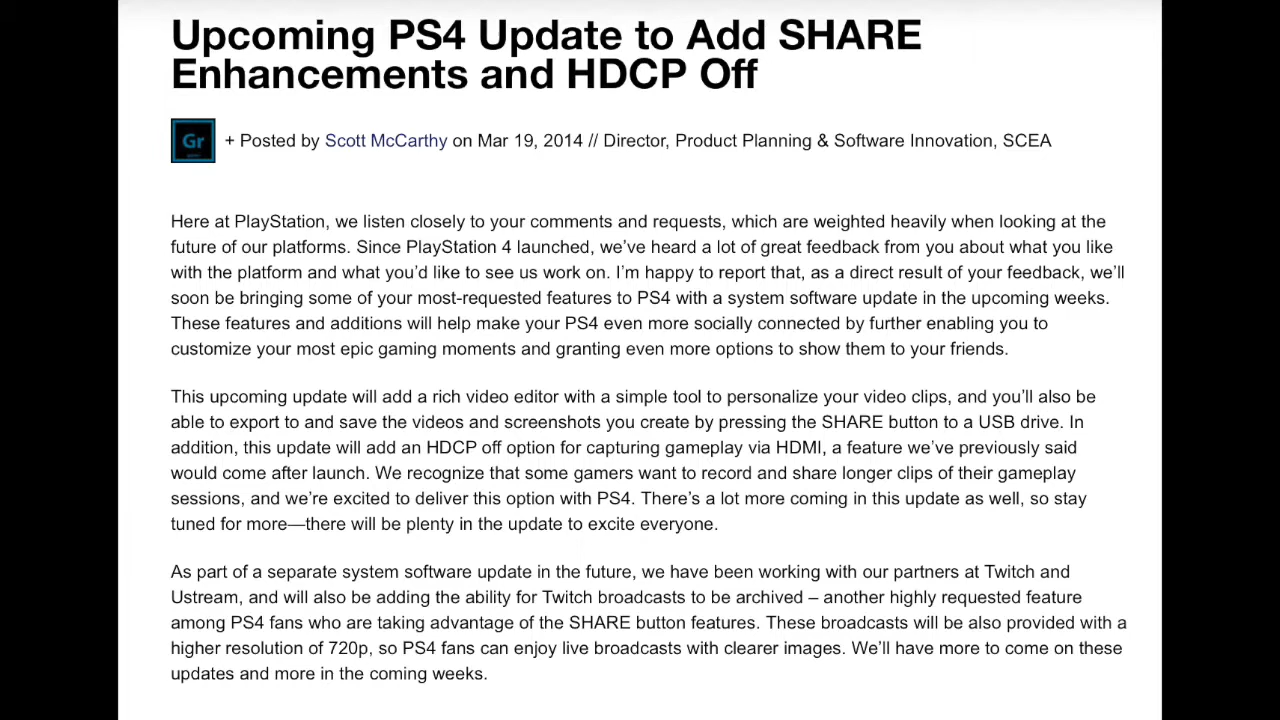 Upcoming PS4 Update to Add SHARE
Enhancements and HDCP Off
Gr
+ Posted by Scott McCarthy on Mar 19, 2014 // Director, Product Planning & Software Innovation, SCEA
Here at PlayStation, we listen closely to your comments and requests, which are weighted heavily when looking at the
future of our platforms. Since PlayStation 4 launched, we’ve heard a lot of great feedback from you about what you like
with the platform and what you’d like to see us work on. I’m happy to report that, as a direct result of your feedback, we’ll
soon be bringing some of your most-requested features to PS4 with a system software update in the upcoming weeks.
These features and additions will help make your PS4 even more socially connected by further enabling you to
customize your most epic gaming moments and granting even more options to show them to your friends.
This upcoming update will add a rich video editor with a simple tool to personalize your video clips, and you’ll also be
able to export to and save the videos and screenshots you create by pressing the SHARE button to a USB drive. In
addition, this update will add an HDCP off option for capturing gameplay via HDMI, a feature we’ve previously said
would come after launch. We recognize that some gamers want to record and share longer clips of their gameplay
sessions, and we’re excited to deliver this option with PS4. There’s a lot more coming in this update as well, so stay
tuned for more—there will be plenty in the update to excite everyone.
As part of a separate system software update in the future, we have been working with our partners at Twitch and
Ustream, and will also be adding the ability for Twitch broadcasts to be archived – another highly requested feature
among PS4 fans who are taking advantage of the SHARE button features. These broadcasts will be also provided with a
higher resolution of 720p, so PS4 fans can enjoy live broadcasts with clearer images. We’ll have more to come on these
updates and more in the coming weeks.